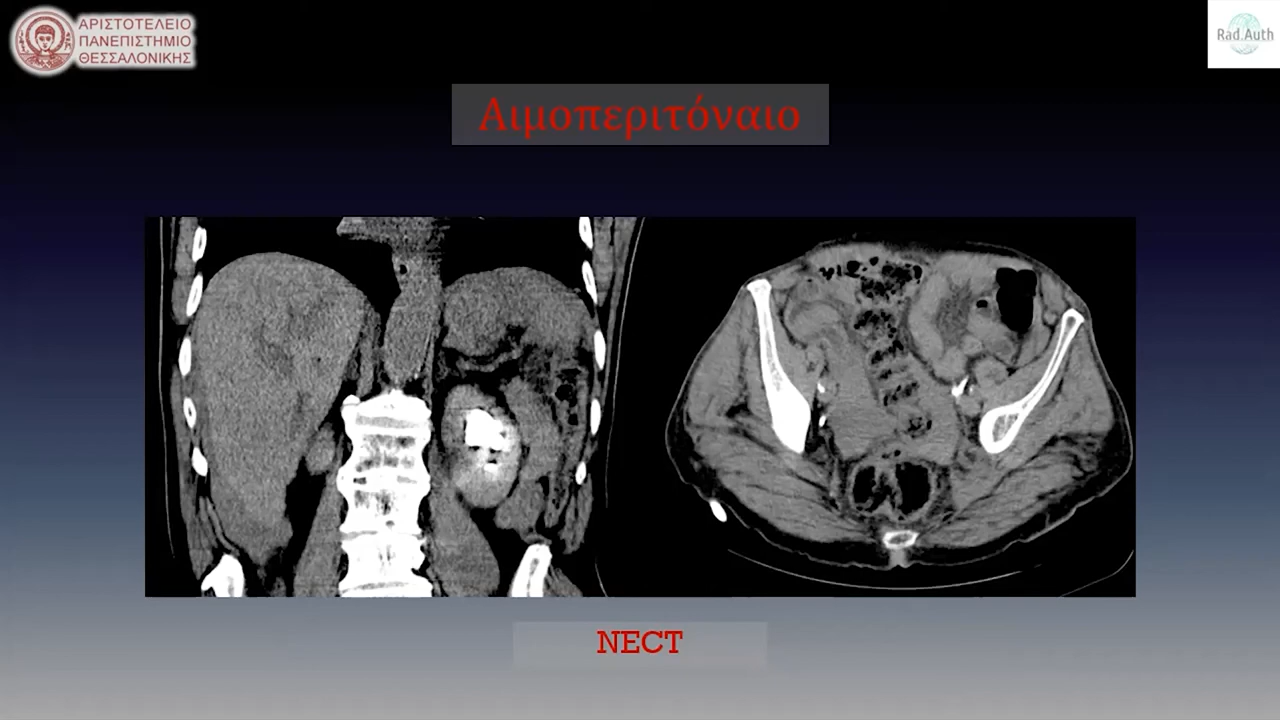 ΑΡΙΣΤΟΤΕΛΕΙΟ
ΠΑΝΕΠΙΣΤΗΜΙΟ
ΘΕΣΣΑΛΟΝΙΚΗΣ
Rad.Auth
Αιμοπεριτόναιο
NECT